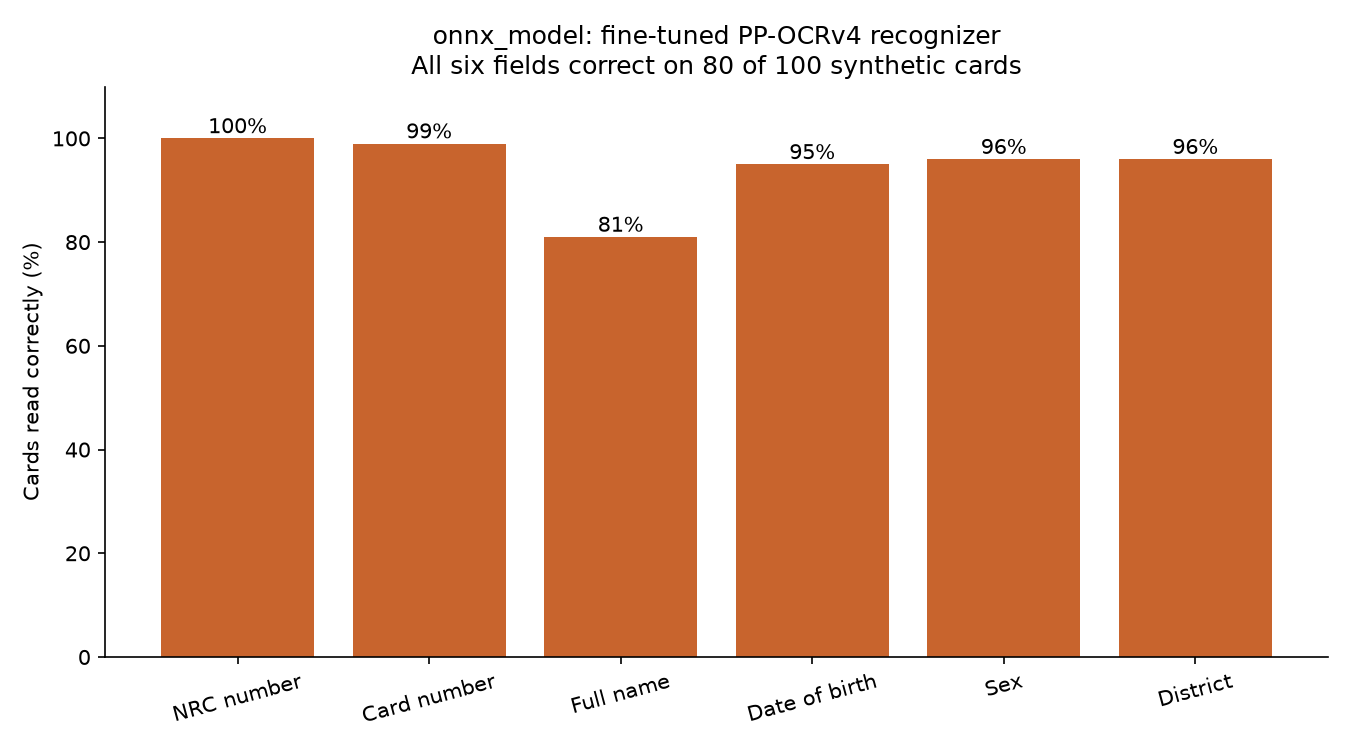 onnx_model: fine-tuned PP-OCRv4 recognizer
All six fields correct on 80 of 100 synthetic cards
Cards read correctly (%)
100
80
60
40
20
0
100%
99%
81%
95%
96%
96%
NRC number
Card number
Full name
Date of birth
Sex
District